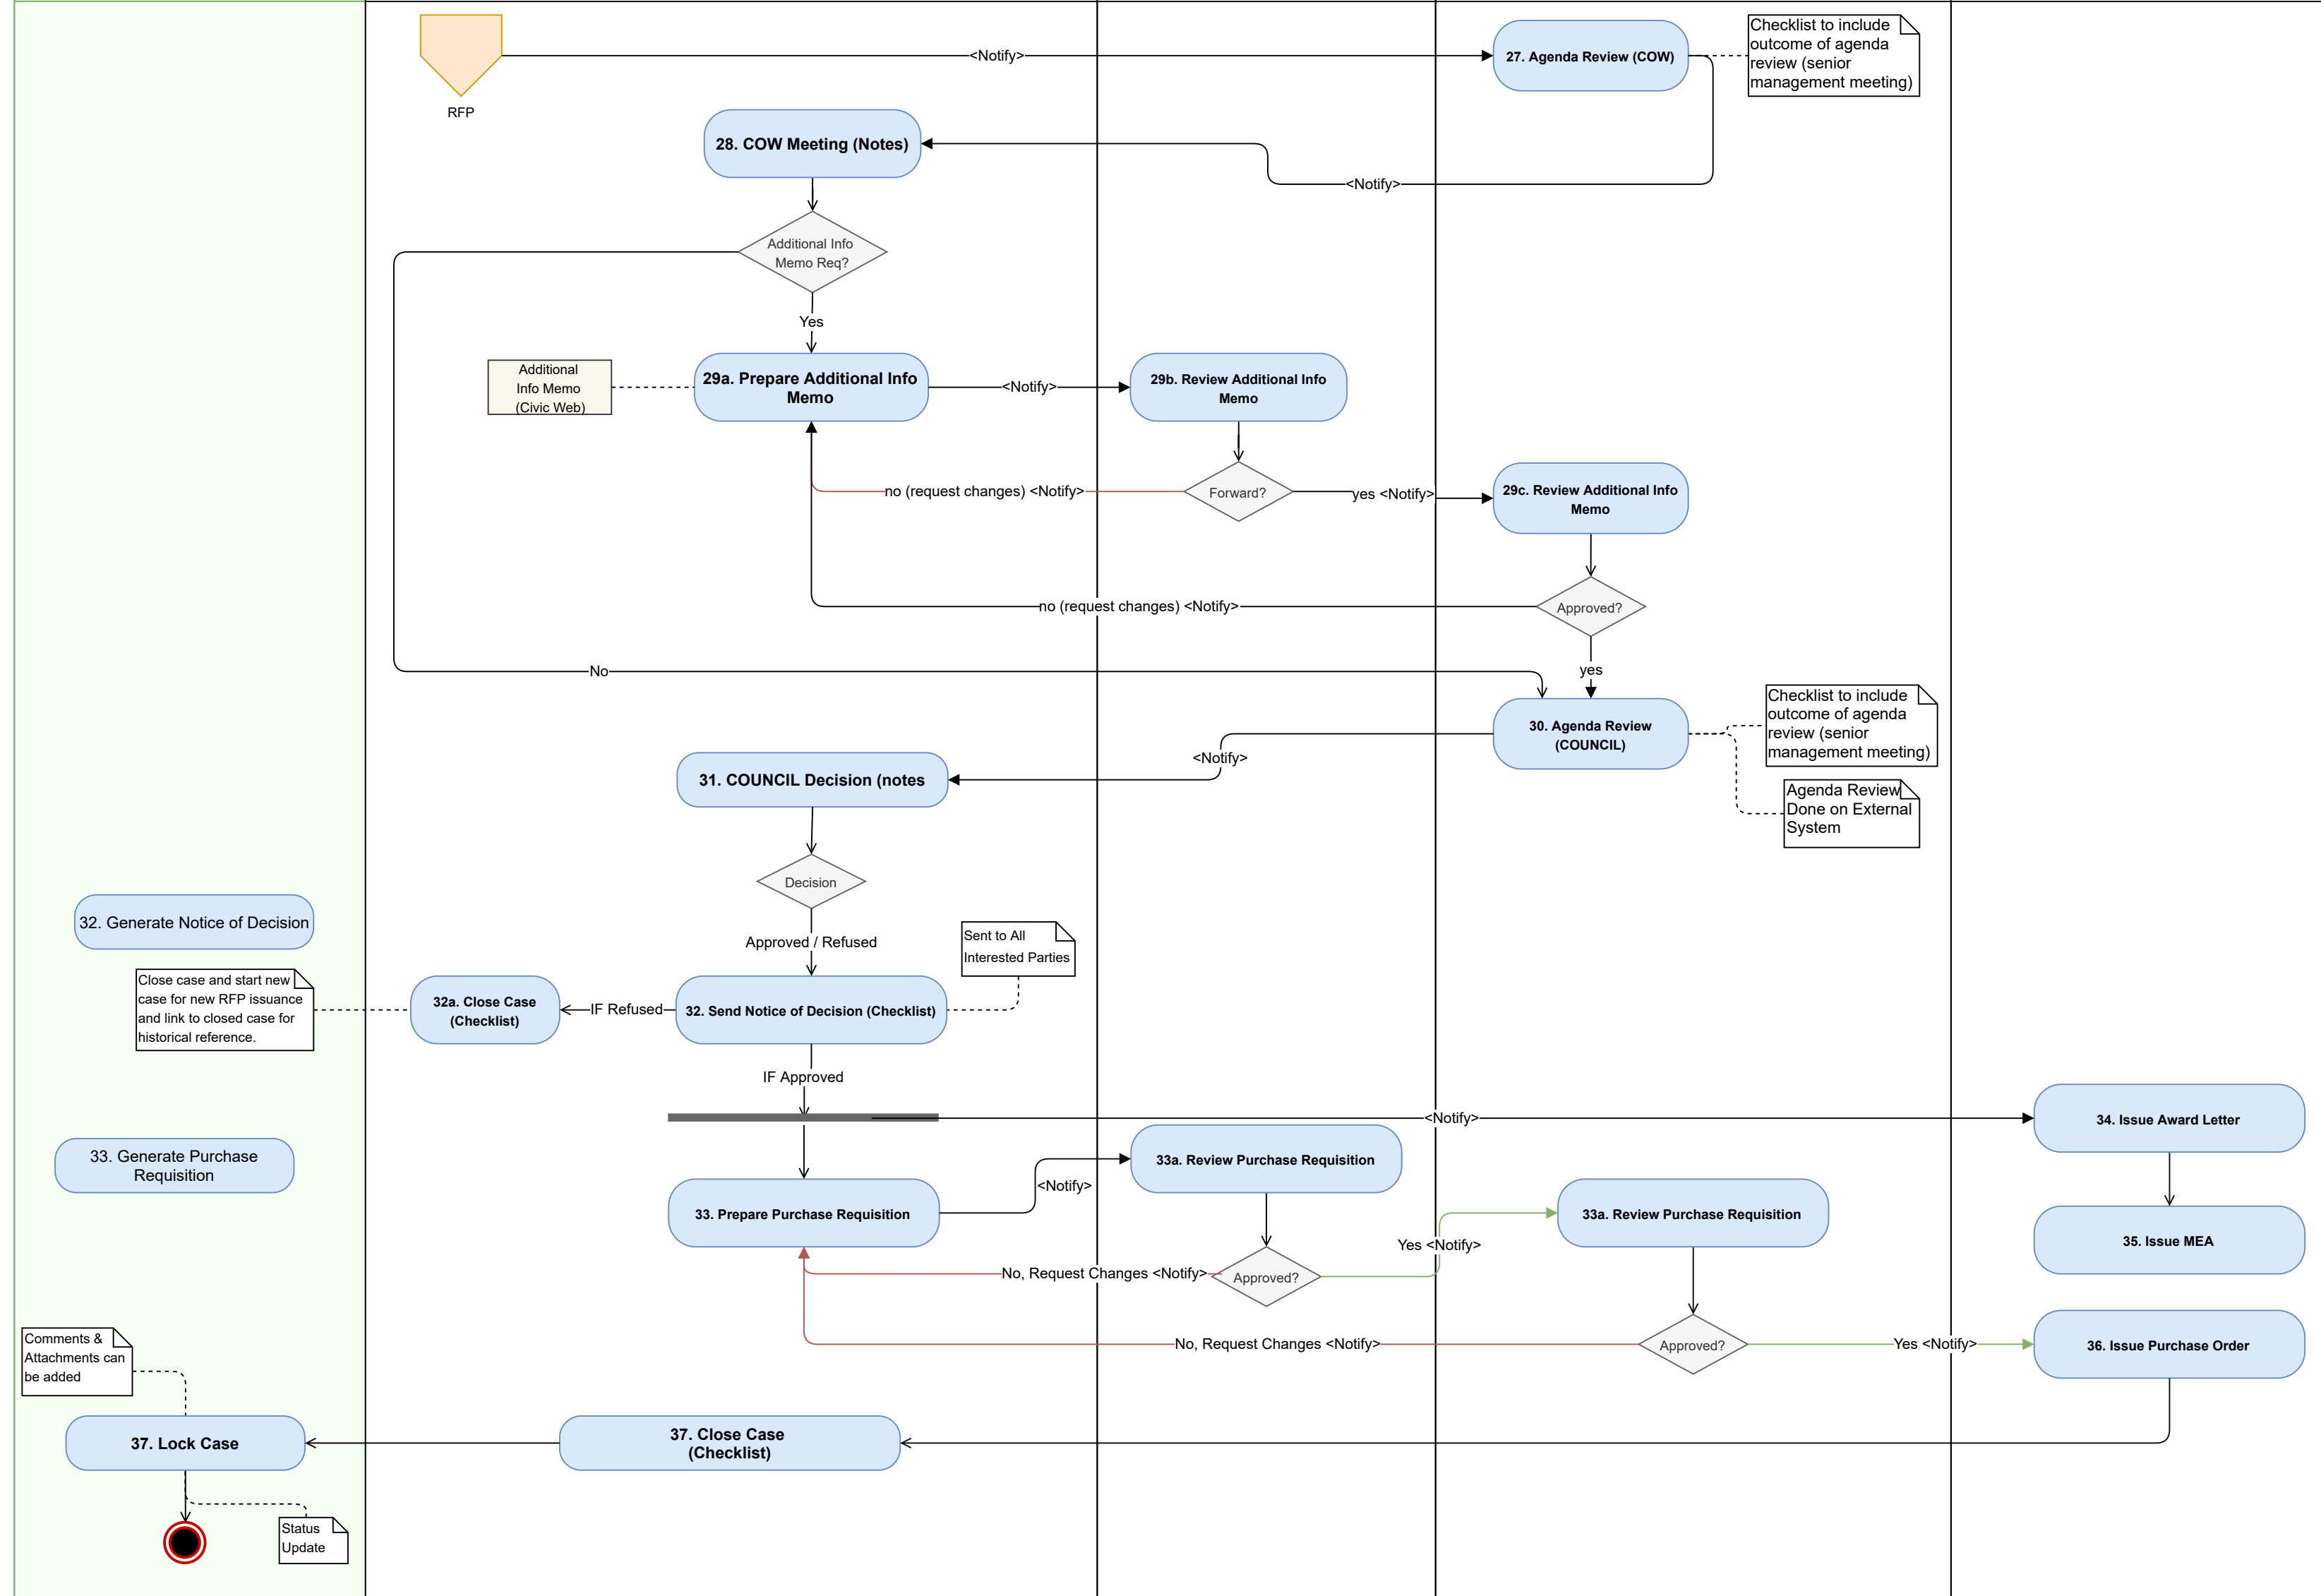 <Notify>
27. Agenda Review (COW)
Checklist to include
outcome of agenda
review (senior
management meeting)
RFP
28. COW Meeting (Notes)
<Notify>
Additional Info
Memo Req?
Yes
Additional
Info Memo
(Civic Web)
29a. Prepare Additional Info
Memo
<Notify>
29b. Review Additional Info
Memo
no (request changes) <Notify>
Forward?
yes <Notify>
29c. Review Additional Info
Memo
no (request changes) <Notify>
Approved?
No
yes
30. Agenda Review
(COUNCIL)
Checklist to include
outcome of agenda
review (senior
management meeting)
<Notify>
31. COUNCIL Decision (notes
Agenda Review
Done on External
System
Decision
32. Generate Notice of Decision
Approved / Refused
Sent to All
Interested Parties
Close case and start new
case for new RFP issuance
and link to closed case for
historical reference.
32a. Close Case
(Checklist)
IF Refused
32. Send Notice of Decision (Checklist)
IF Approved
<Notify>
34. Issue Award Letter
33. Generate Purchase
Requisition
33a. Review Purchase Requisition
<Notify>
33. Prepare Purchase Requisition
33a. Review Purchase Requisition
35. Issue MEA
Yes <Notify>
No, Request Changes <Notify>
Approved?
No, Request Changes <Notify>
Approved?
Yes <Notify>
36. Issue Purchase Order
Comments &
Attachments can
be added
37. Lock Case
37. Close Case
(Checklist)
Status
Update